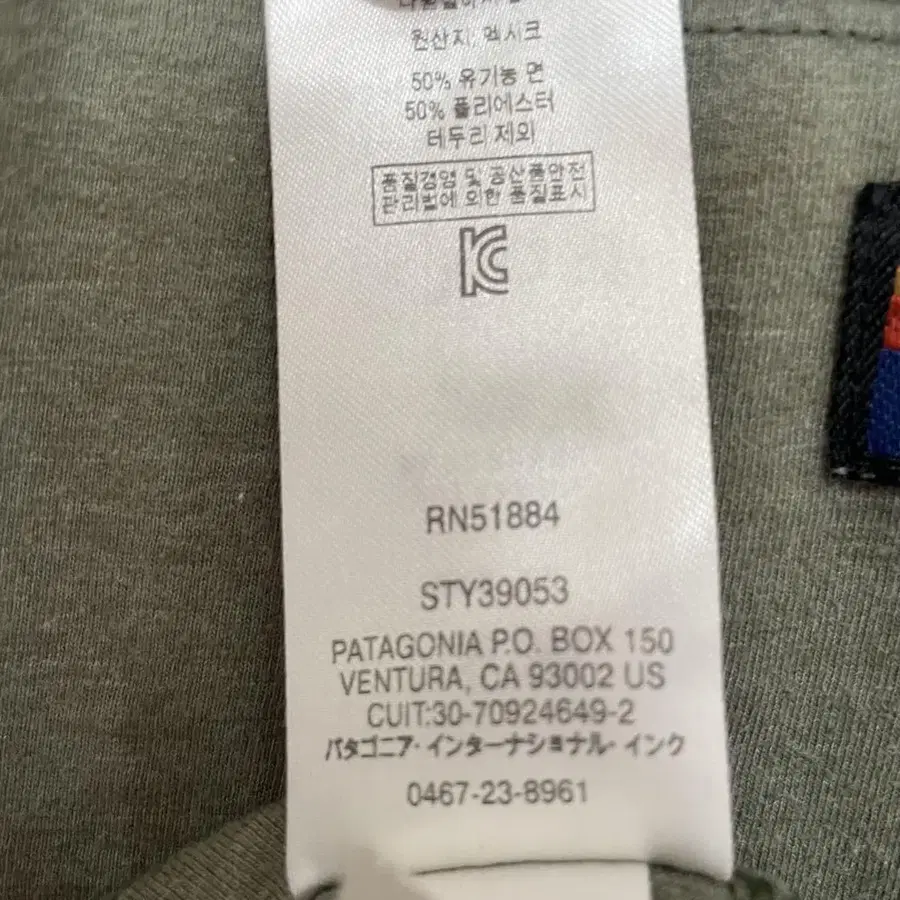 원산지: 멕시코
50% 유기농 면
50% 폴리에스터
테두리 제외
품질경영 및 공산품안전
관리법에 의한 품질표시
KC
RN51884
STY39053
PATAGONIA P.O. BOX 150
VENTURA, CA 93002 US
CUIT:30-70924649-2
パタゴニア・インターナショナル・インク
0467-23-8961